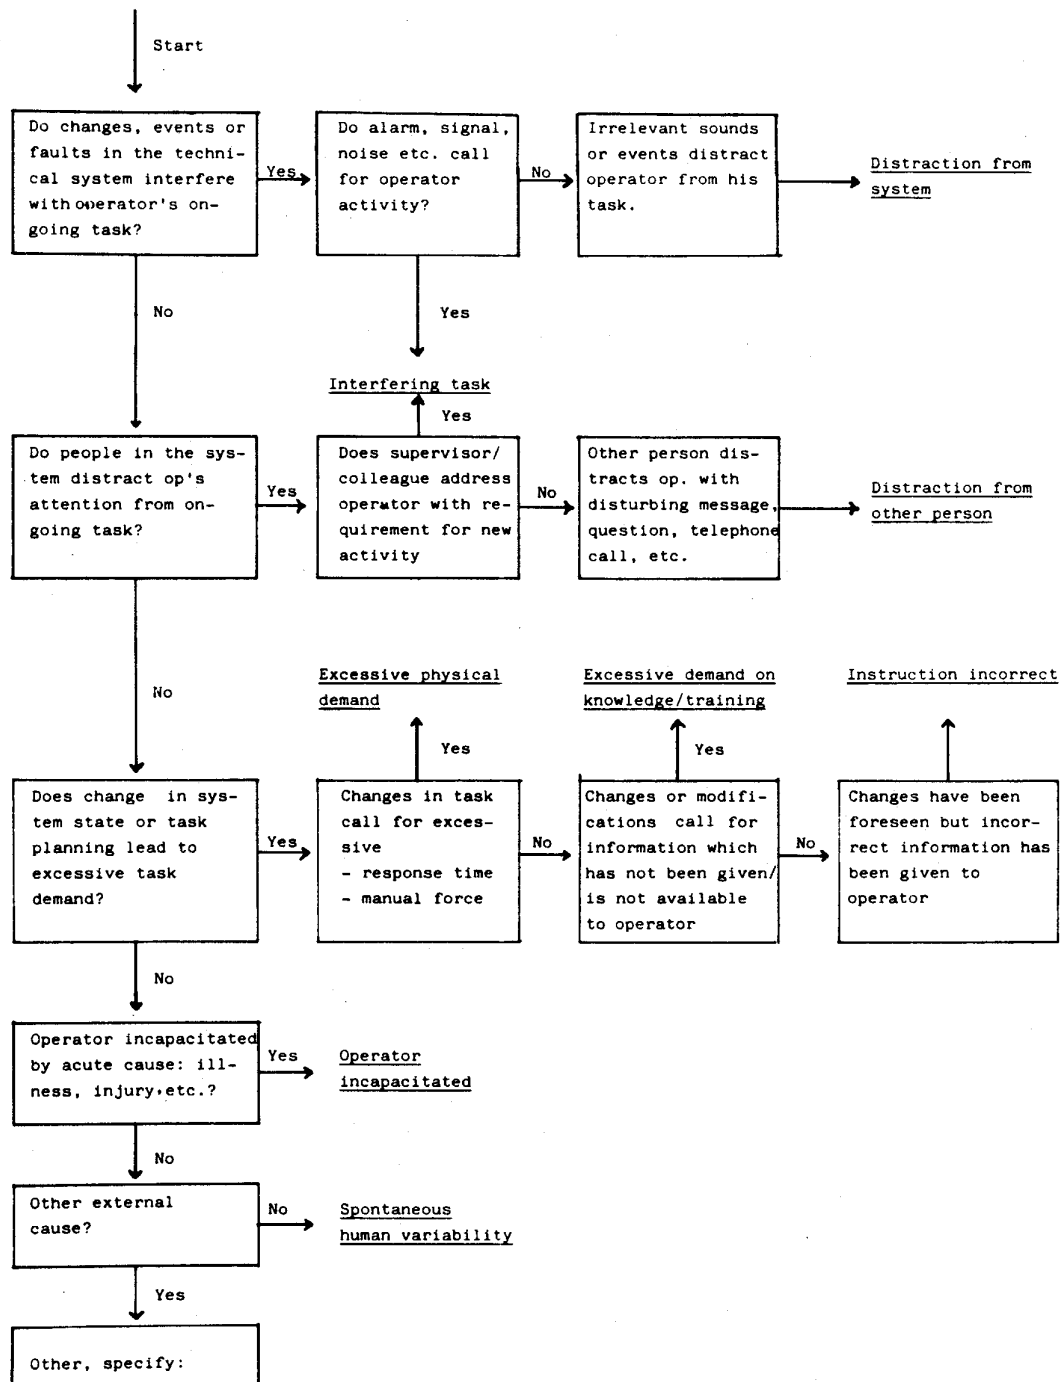 Start
Do changes, events or
faults in the techni-
cal system interfere
with operator's on-
going task?
Yes
Do alarm, signal,
noise etc. call
for operator
activity?
No
Irrelevant sounds
or events distract
operator from his
task.
Distraction from
system
No
Yes
Interfering task
Yes
Do people in the sys-
tem distract op's
attention from on-
going task?
Yes
Does supervisor/
colleague address
operator with re-
quirement for new
activity
No
Other person dis-
tracts op. with
disturbing message,
question, telephone
call, etc.
Distraction from
other person
No
Excessive physical
demand
Excessive demand on
knowledge/training
Instruction incorrect
Yes
Yes
Does change in sys-
tem state or task
planning lead to
excessive task
demand?
Yes
Changes in task
call for exces-
sive
- response time
- manual force
No
Changes or modifi-
cations call for
information which
has not been given/
is not available
to operator
No
Changes have been
foreseen but incor-
rect information has
been given to
operator
No
Operator incapacitated
by acute cause: ill-
ness, injury, etc.?
Yes
Operator
incapacitated
No
Other external
cause?
No
Spontaneous
human variability
Yes
Other, specify: